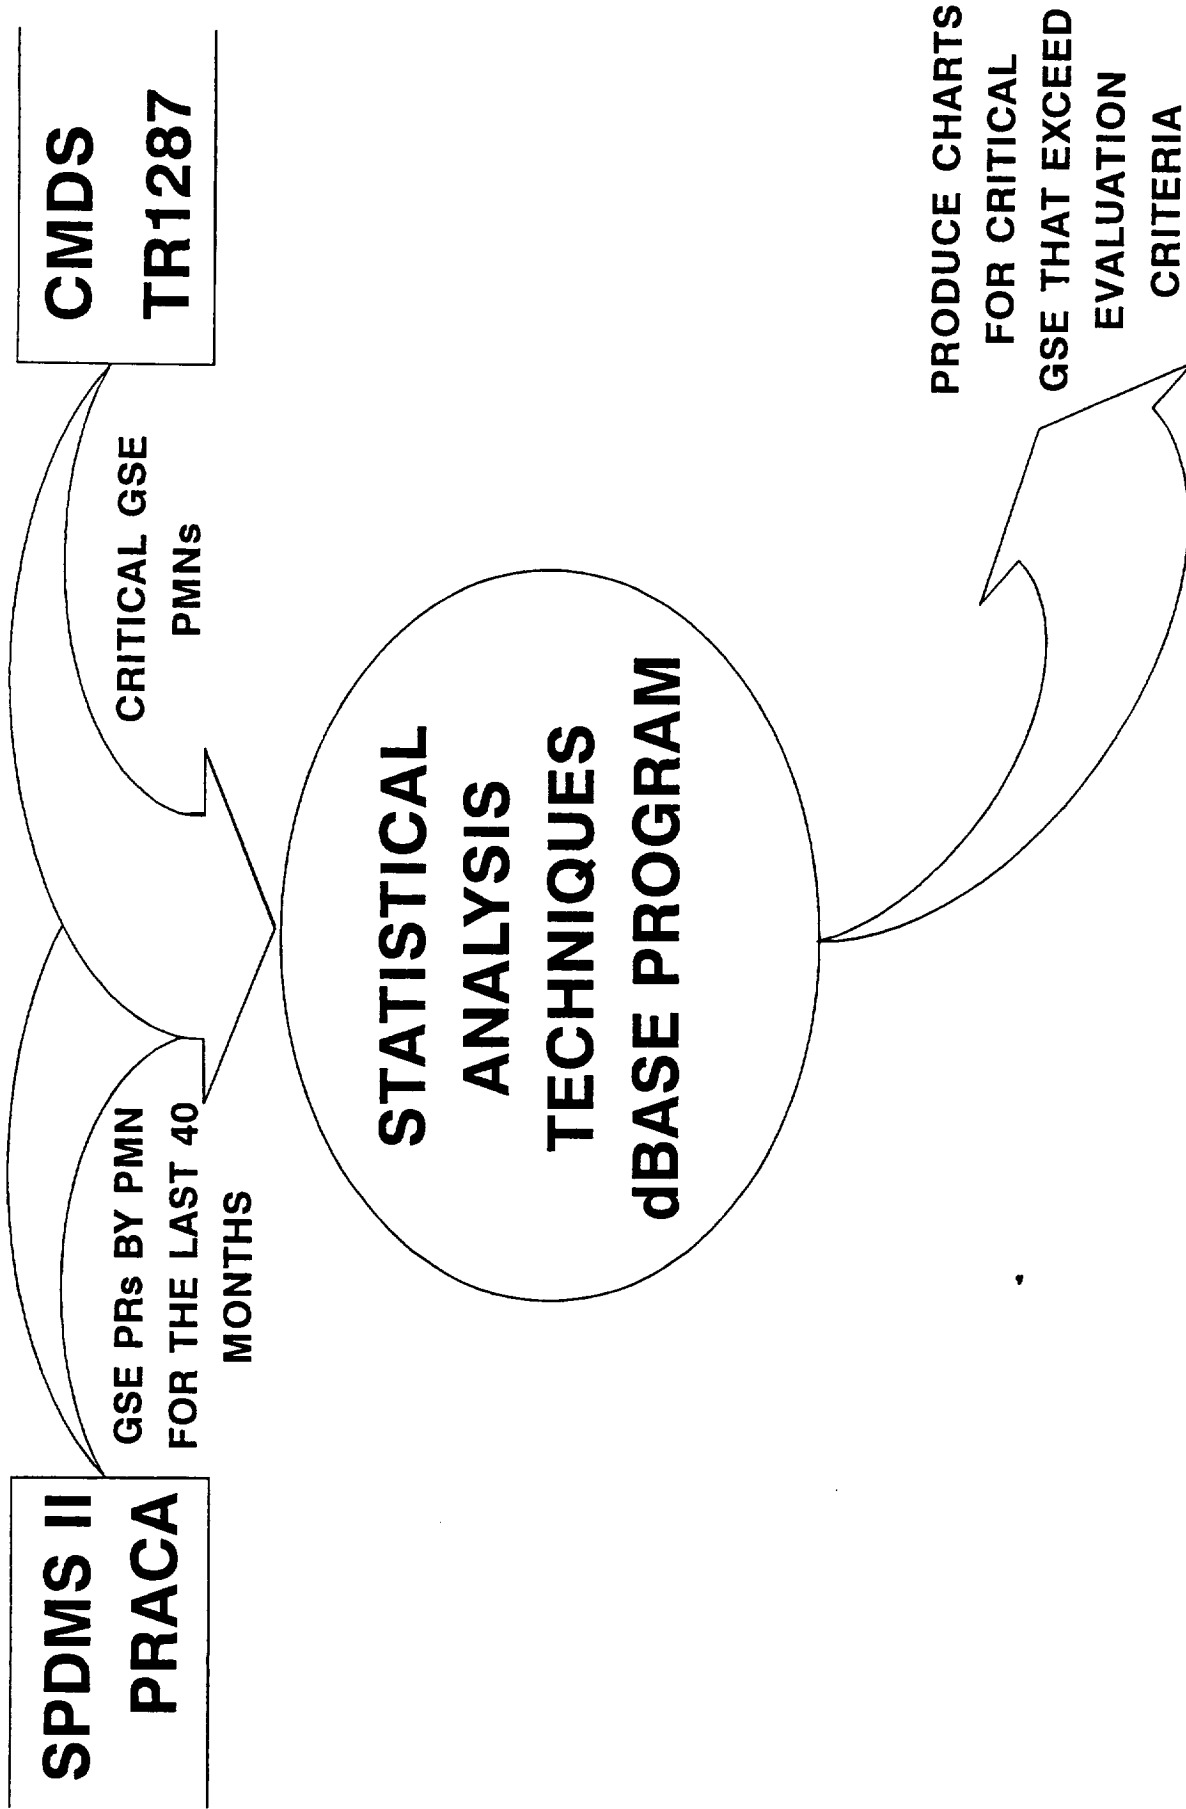 SPDMS II
PRACA
CMDS
TR1287
GSE PRs BY PMN
FOR THE LAST 40
MONTHS
CRITICAL GSE
PMNs
STATISTICAL
ANALYSIS
TECHNIQUES
dBASE PROGRAM
PRODUCE CHARTS
FOR CRITICAL
GSE THAT EXCEED
EVALUATION
CRITERIA